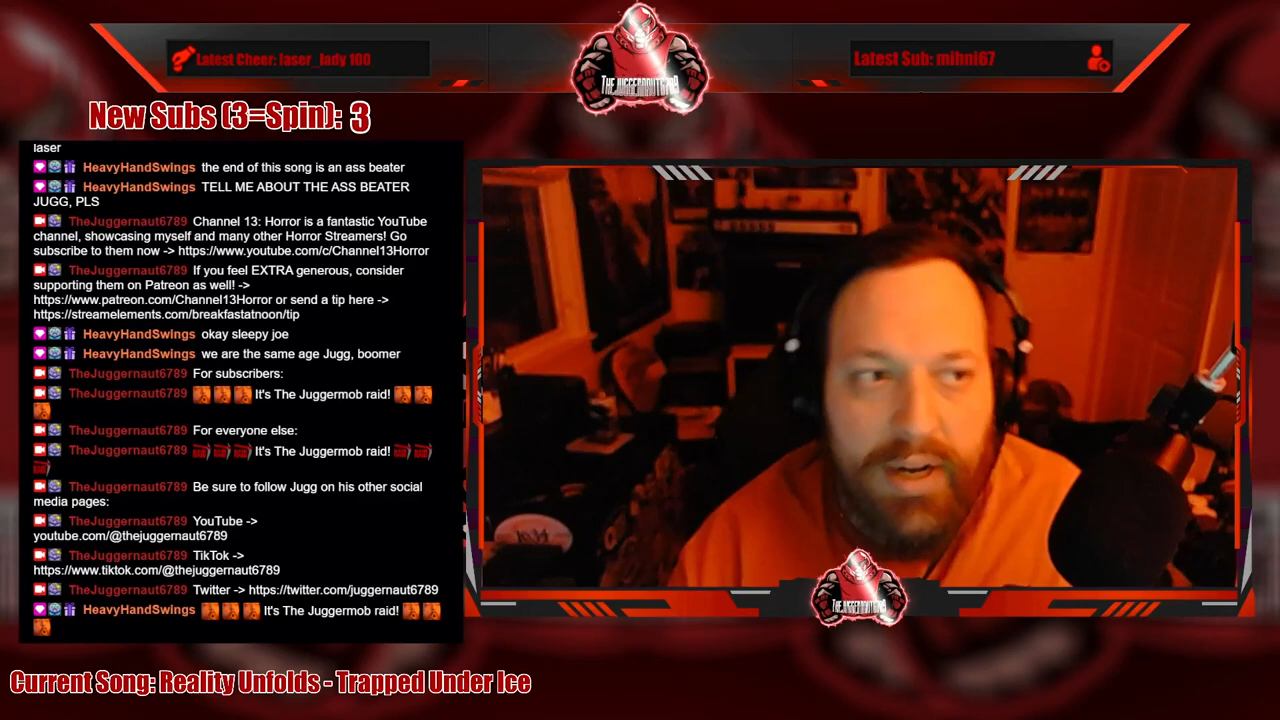 Latest Cheer: laser_lady 100
THEJUGGERNAUT6789
Latest Sub: mihni67
New Subs (3=Spin): 3
laser
HeavyHandSwings the end of this song is an ass beater
HeavyHandSwings TELL ME ABOUT THE ASS BEATER
JUGG, PLS
TheJuggernaut6789 Channel 13: Horror is a fantastic YouTube
channel, showcasing myself and many other Horror Streamers! Go
subscribe to them now -> https://www.youtube.com/c/Channel13Horror
TheJuggernaut6789 If you feel EXTRA generous, consider
supporting them on Patreon as well! ->
https://www.patreon.com/Channel13Horror or send a tip here ->
https://streamelements.com/breakfastatnoon/tip
HeavyHandSwings okay sleepy joe
HeavyHandSwings we are the same age Jugg, boomer
TheJuggernaut6789 For subscribers:
TheJuggernaut6789 It's The Juggermob raid!
TheJuggernaut6789 For everyone else:
TheJuggernaut6789 It's The Juggermob raid!
TheJuggernaut6789 Be sure to follow Jugg on his other social
media pages:
TheJuggernaut6789 YouTube ->
youtube.com/@thejuggernaut6789
TheJuggernaut6789 TikTok ->
https://www.tiktok.com/@thejuggernaut6789
TheJuggernaut6789 Twitter -> https://twitter.com/juggernaut6789
HeavyHandSwings It's The Juggermob raid!
THEJUGGERNAUT6789
Current Song: Reality Unfolds - Trapped Under Ice